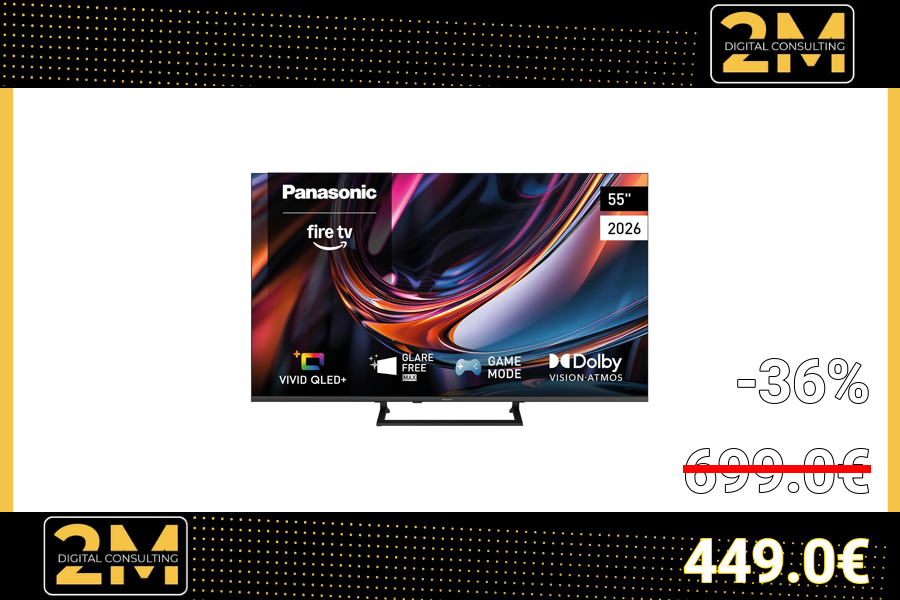 2M
DIGITAL CONSULTING
Panasonic
fire tv
55"
2026
VIVID QLED+
GLARE
FREE
MAX
GAME
MODE
Dolby
VISION·ATMOS
-36%
699.0€
2M
DIGITAL CONSULTING
449.0€